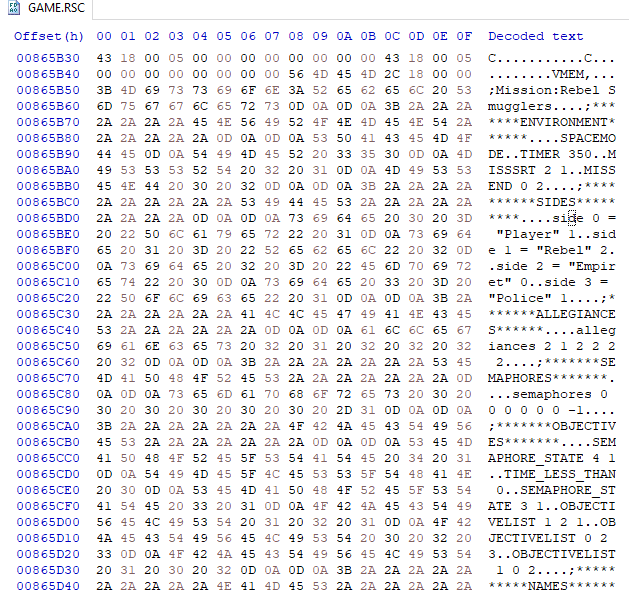 GAME.RSC
Offset(h) 00 01 02 03 04 05 06 07 08 09 0A 0B 0C 0D 0E 0F Decoded text
00865B30 43 18 00 05 00 00 00 00 00 00 00 00 43 18 00 05 C...........C...
00865B40 00 00 00 00 00 00 00 00 56 4D 45 4D 2C 18 00 00 ........VMEM,...
00865B50 3B 4D 69 73 73 69 6F 6E 3A 52 65 62 65 6C 20 53 ;Mission:Rebel S
00865B60 6D 75 67 67 6C 65 72 73 0D 0A 0D 0A 3B 2A 2A 2A mugglers....;***
00865B70 2A 2A 2A 2A 45 4E 56 49 52 4F 4E 4D 45 4E 54 2A ****ENVIRONMENT*
00865B80 2A 2A 2A 2A 2A 0D 0A 0D 0A 53 50 41 43 45 4D 4F *****....SPACEMO
00865B90 44 45 0D 0A 54 49 4D 45 52 20 33 35 30 0D 0A 4D DE..TIMER 350..M
00865BA0 49 53 53 53 52 54 20 32 20 31 0D 0A 4D 49 53 53 ISSSRT 2 1..MISS
00865BB0 45 4E 44 20 30 20 32 0D 0A 0D 0A 3B 2A 2A 2A 2A END 0 2....;****
00865BC0 2A 2A 2A 2A 2A 53 49 44 45 53 2A 2A 2A 2A 2A 2A *****SIDES******
00865BD0 2A 2A 2A 2A 0D 0A 0D 0A 73 69 64 65 20 30 20 3D ****....side 0 =
00865BE0 20 22 50 6C 61 79 65 72 22 20 31 0D 0A 73 69 64 "Player" 1..sid
00865BF0 65 20 31 20 3D 20 22 52 65 62 65 6C 22 20 32 0D e 1 = "Rebel" 2.
00865C00 0A 73 69 64 65 20 32 20 3D 20 22 45 6D 70 69 72 .side 2 = "Empir
00865C10 65 74 22 20 30 0D 0A 73 69 64 65 20 33 20 3D 20 et" 0..side 3 =
00865C20 22 50 6F 6C 69 63 65 22 20 31 0D 0A 0D 0A 3B 2A "Police" 1....;*
00865C30 2A 2A 2A 2A 2A 2A 41 4C 4C 45 47 49 41 4E 43 45 ******ALLEGIANCE
00865C40 53 2A 2A 2A 2A 2A 2A 0D 0A 0D 0A 61 6C 6C 65 67 S******....alleg
00865C50 69 61 6E 63 65 73 20 32 20 31 20 32 20 32 20 32 iances 2 1 2 2 2
00865C60 20 32 0D 0A 0D 0A 3B 2A 2A 2A 2A 2A 2A 2A 53 45 2....;*******SE
00865C70 4D 41 50 48 4F 52 45 53 2A 2A 2A 2A 2A 2A 2A 0D MAPHORES*******.
00865C80 0A 0D 0A 73 65 6D 61 70 68 6F 72 65 73 20 30 20 ...semaphores 0
00865C90 30 20 30 20 30 20 30 20 30 20 2D 31 0D 0A 0D 0A 0 0 0 0 0 -1....
00865CA0 3B 2A 2A 2A 2A 2A 2A 2A 4F 42 4A 45 43 54 49 56 ;*******OBJECTIV
00865CB0 45 53 2A 2A 2A 2A 2A 2A 2A 0D 0A 0D 0A 53 45 4D ES*******....SEM
00865CC0 41 50 48 4F 52 45 5F 53 54 41 54 45 20 34 20 31 APHORE_STATE 4 1
00865CD0 0D 0A 54 49 4D 45 5F 4C 45 53 53 5F 54 48 41 4E ..TIME_LESS_THAN
00865CE0 20 30 0D 0A 53 45 4D 41 50 48 4F 52 45 5F 53 54 0..SEMAPHORE_ST
00865CF0 41 54 45 20 33 20 31 0D 0A 4F 42 4A 45 43 54 49 ATE 3 1..OBJECTI
00865D00 56 45 4C 49 53 54 20 31 20 32 20 31 0D 0A 4F 42 VELIST 1 2 1..OB
00865D10 4A 45 43 54 49 56 45 4C 49 53 54 20 30 20 32 20 JECTIVELIST 0 2
00865D20 33 0D 0A 4F 42 4A 45 43 54 49 56 45 4C 49 53 54 3..OBJECTIVELIST
00865D30 20 31 20 30 20 32 0D 0A 0D 0A 3B 2A 2A 2A 2A 2A 1 0 2....;*****
00865D40 2A 2A 2A 2A 2A 4E 41 4D 45 53 2A 2A 2A 2A 2A 2A *****NAMES******